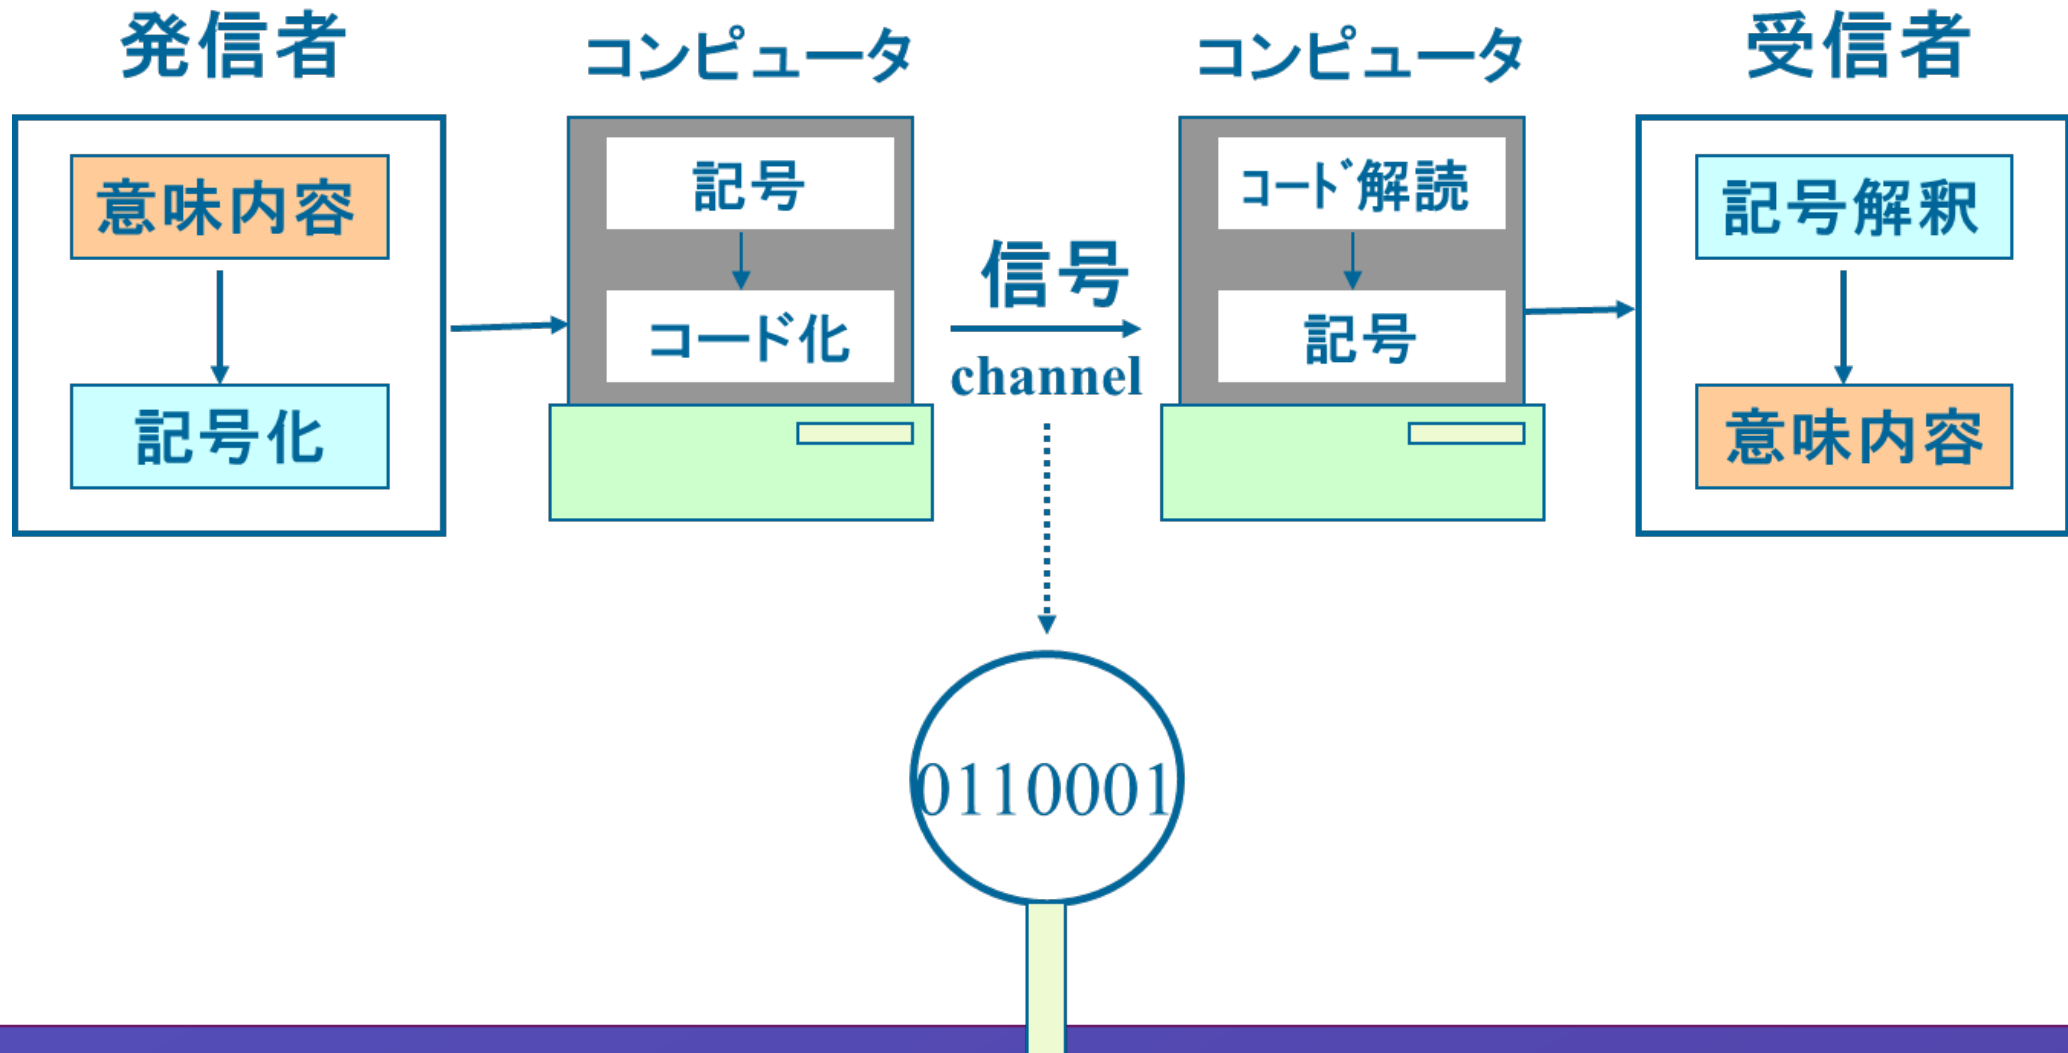 発信者
コンピュータ
コンピュータ
受信者
意味内容
記号化
記号
コード化
信号
channel
コード解読
記号
記号解釈
意味内容
0110001